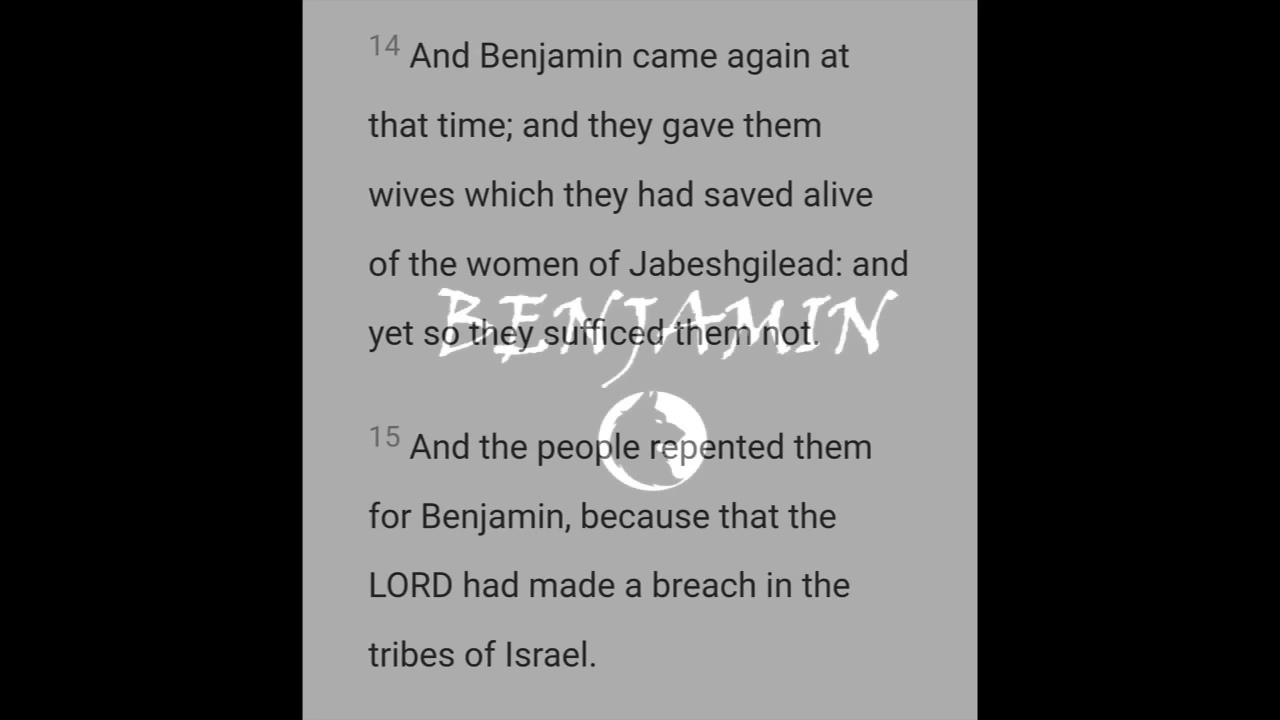 14 And Benjamin came again at
that time; and they gave them
wives which they had saved alive
of the women of Jabeshgilead: and
BENJAMIN
yet so they sufficed them not.
15 And the people repented them
for Benjamin, because that the
LORD had made a breach in the
tribes of Israel.